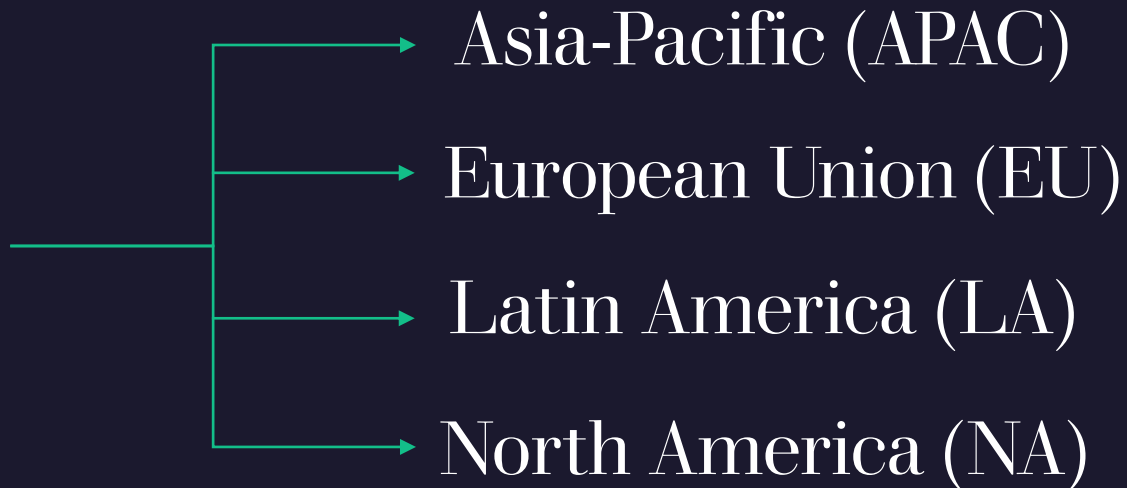 Asia-Pacific (APAC)
European Union (EU)
Latin America (LA)
North America (NA)